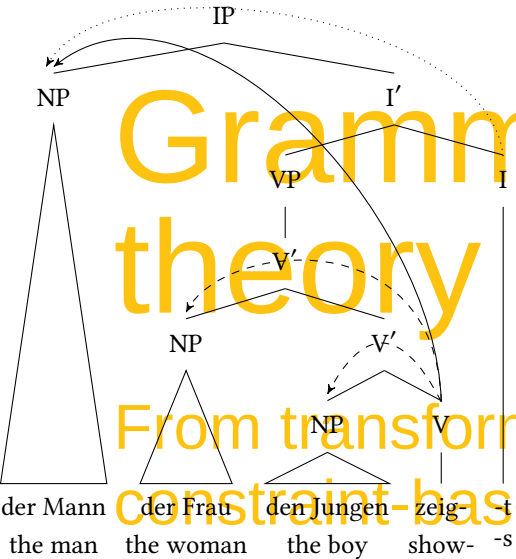 IP
NP I′
Gramm
VP I
theory
V′
NP V′
From transform
NP V
constraint-bas
der Mann der Frau den Jungen zeig- -t
the man the woman the boy show- -s